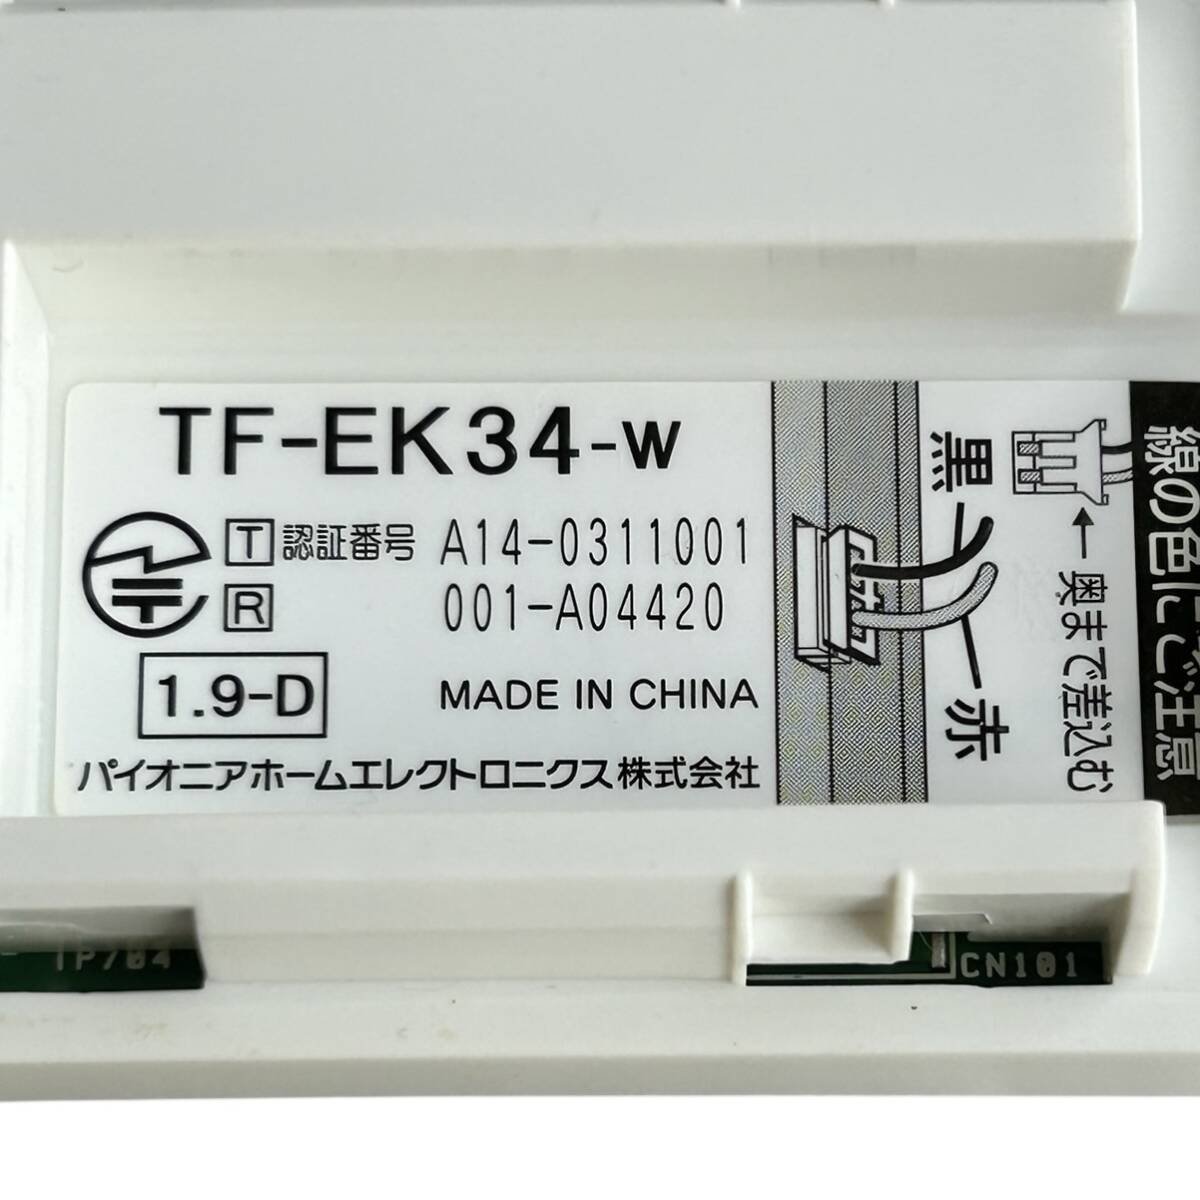 TF-EK34-W
T 認証番号 A14-0311001
R 001-A04420
1.9-D MADE IN CHINA
パイオニアホームエレクトロニクス株式会社
黒
赤
←奥まで差込む
線の色にご注意
TP704
CN101